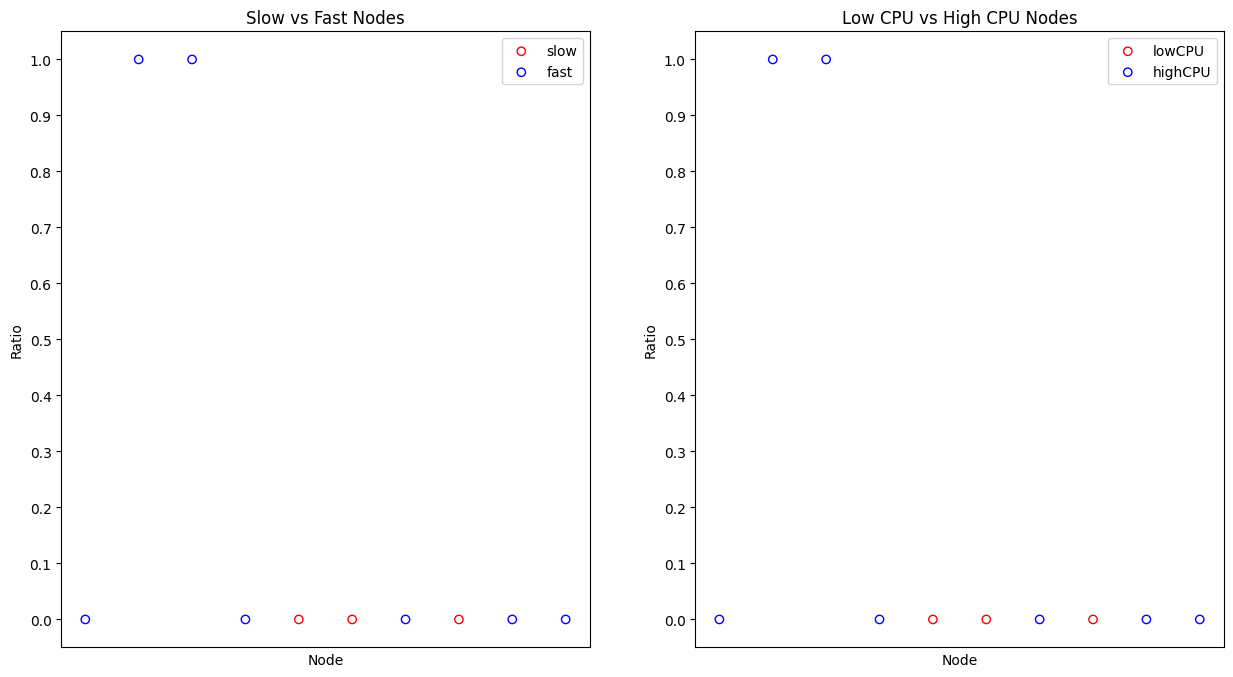 Slow vs Fast Nodes
slow
fast
1.0
0.9
0.8
0.7
0.6
0.5
0.4
0.3
0.2
0.1
0.0
Ratio
Node
Low CPU vs High CPU Nodes
lowCPU
highCPU
1.0
0.9
0.8
0.7
0.6
0.5
0.4
0.3
0.2
0.1
0.0
Ratio
Node